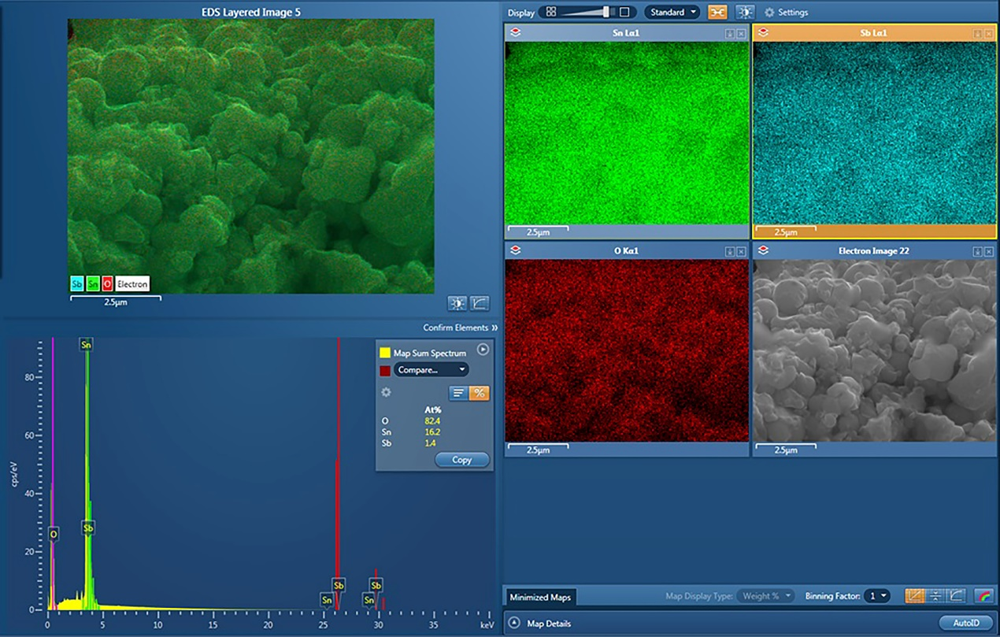 EDS Layered Image 5
Sb Sn O Electron
2.5μm
Confirm Elements »
Display
Standard
Settings
Sn Lα1
2.5μm
Sb Lα1
2.5μm
O Kα1
2.5μm
Electron Image 22
2.5μm
cps/eV
80
60
40
20
0
0 5 10 15 20 25 30 35 keV
Sn
Sb
O
Sb
Sn
Sb
Sn
Map Sum Spectrum
Compare...
%
At%
O 82.4
Sn 16.2
Sb 1.4
Copy
Minimized Maps
Map Display Type: Weight %
Binning Factor: 1
Map Details
AutoID